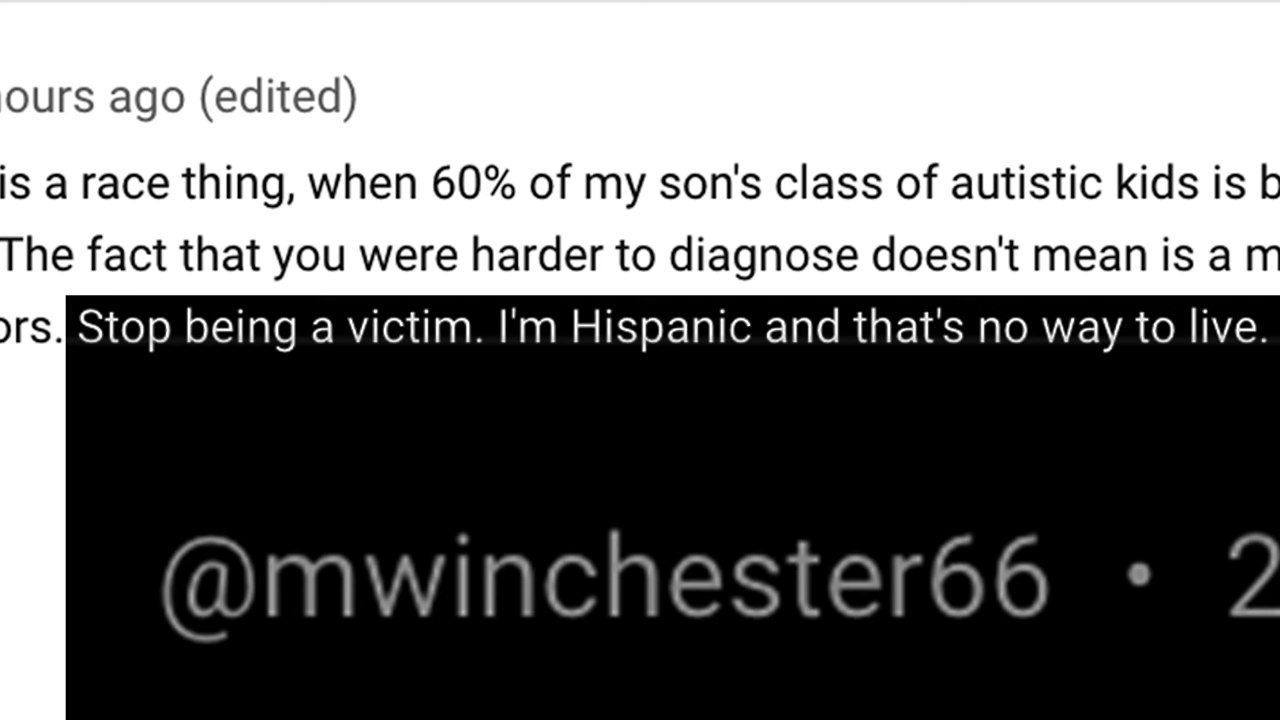 ours ago (edited)
is a race thing, when 60% of my son's class of autistic kids is b
The fact that you were harder to diagnose doesn't mean is a m
ors. Stop being a victim. I'm Hispanic and that's no way to live.
@mwinchester66 • 2